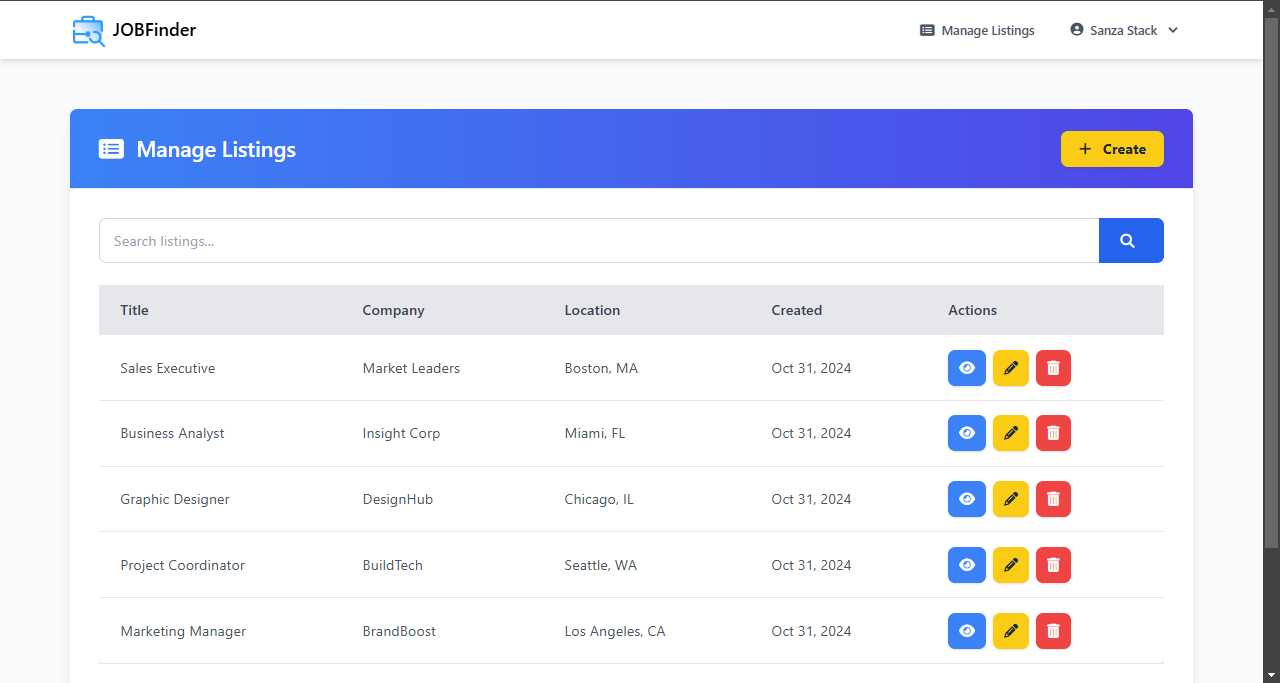 JOBFinder Manage Listings Sanza Stack
Manage Listings Create
Search listings...
Title Company Location Created Actions
Sales Executive Market Leaders Boston, MA Oct 31, 2024
Business Analyst Insight Corp Miami, FL Oct 31, 2024
Graphic Designer DesignHub Chicago, IL Oct 31, 2024
Project Coordinator BuildTech Seattle, WA Oct 31, 2024
Marketing Manager BrandBoost Los Angeles, CA Oct 31, 2024